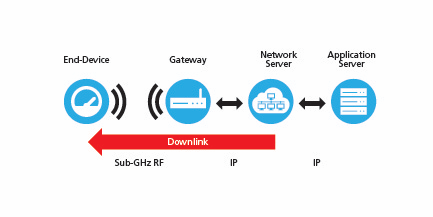 End-Device
Gateway
Network
Server
Application
Server
Downlink
Sub-GHz RF
IP
IP